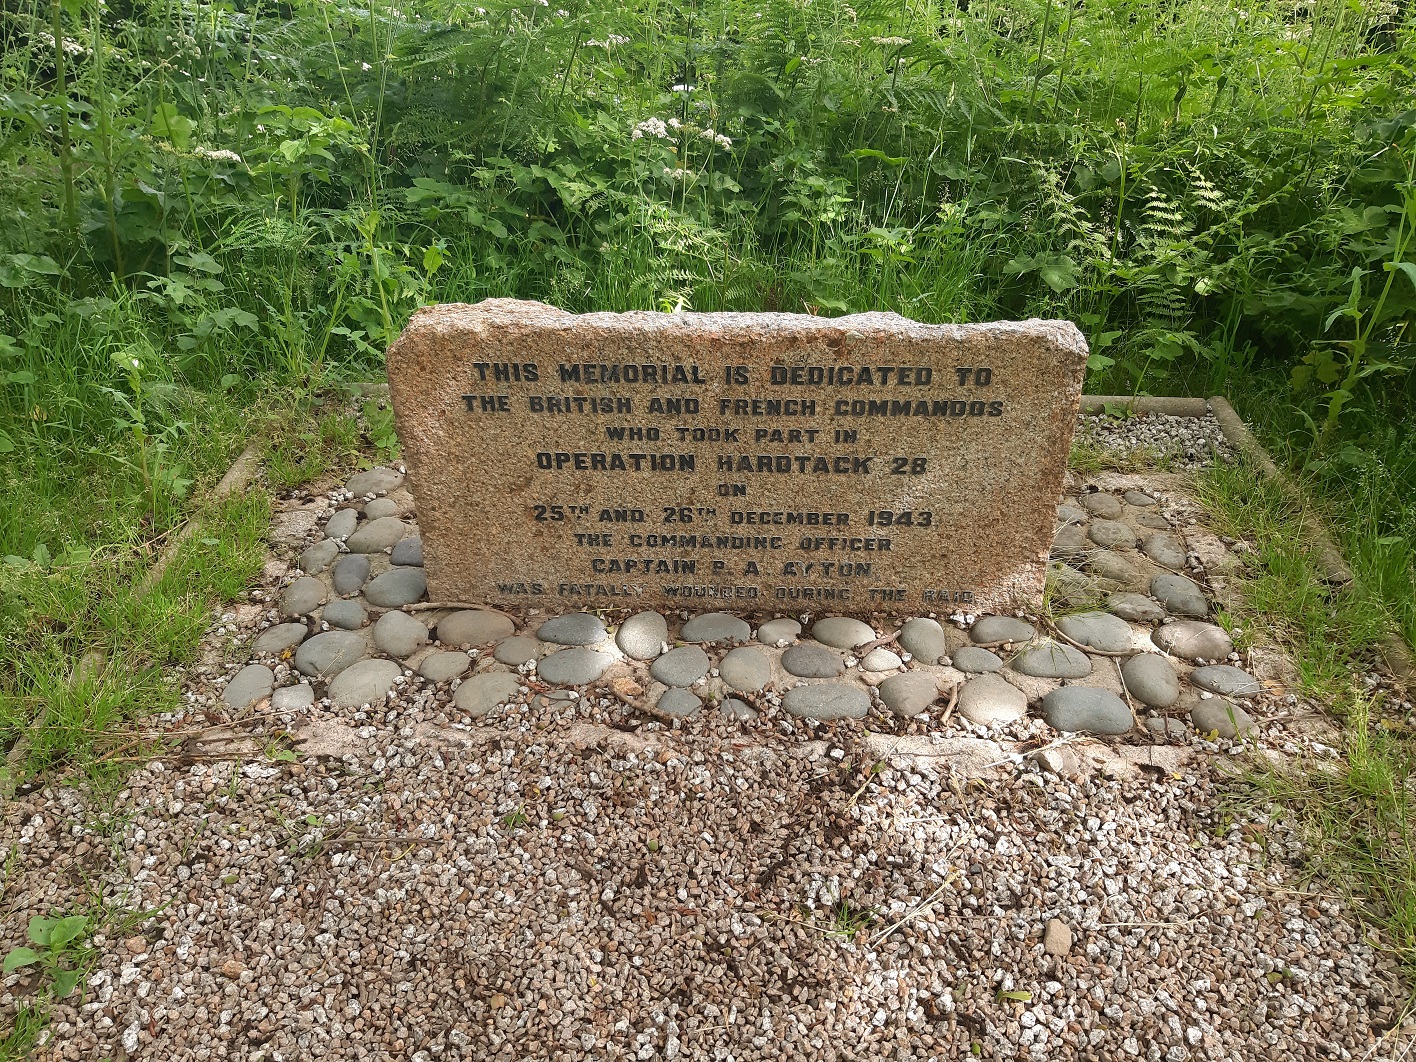 THIS MEMORIAL IS DEDICATED TO
THE BRITISH AND FRENCH COMMANDOS
WHO TOOK PART IN
OPERATION HARDTACK 28
ON
25TH AND 26TH DECEMBER 1943.
THE COMMANDING OFFICER
CAPTAIN P. A. AYTON
WAS FATALLY WOUNDED DURING THE RAID